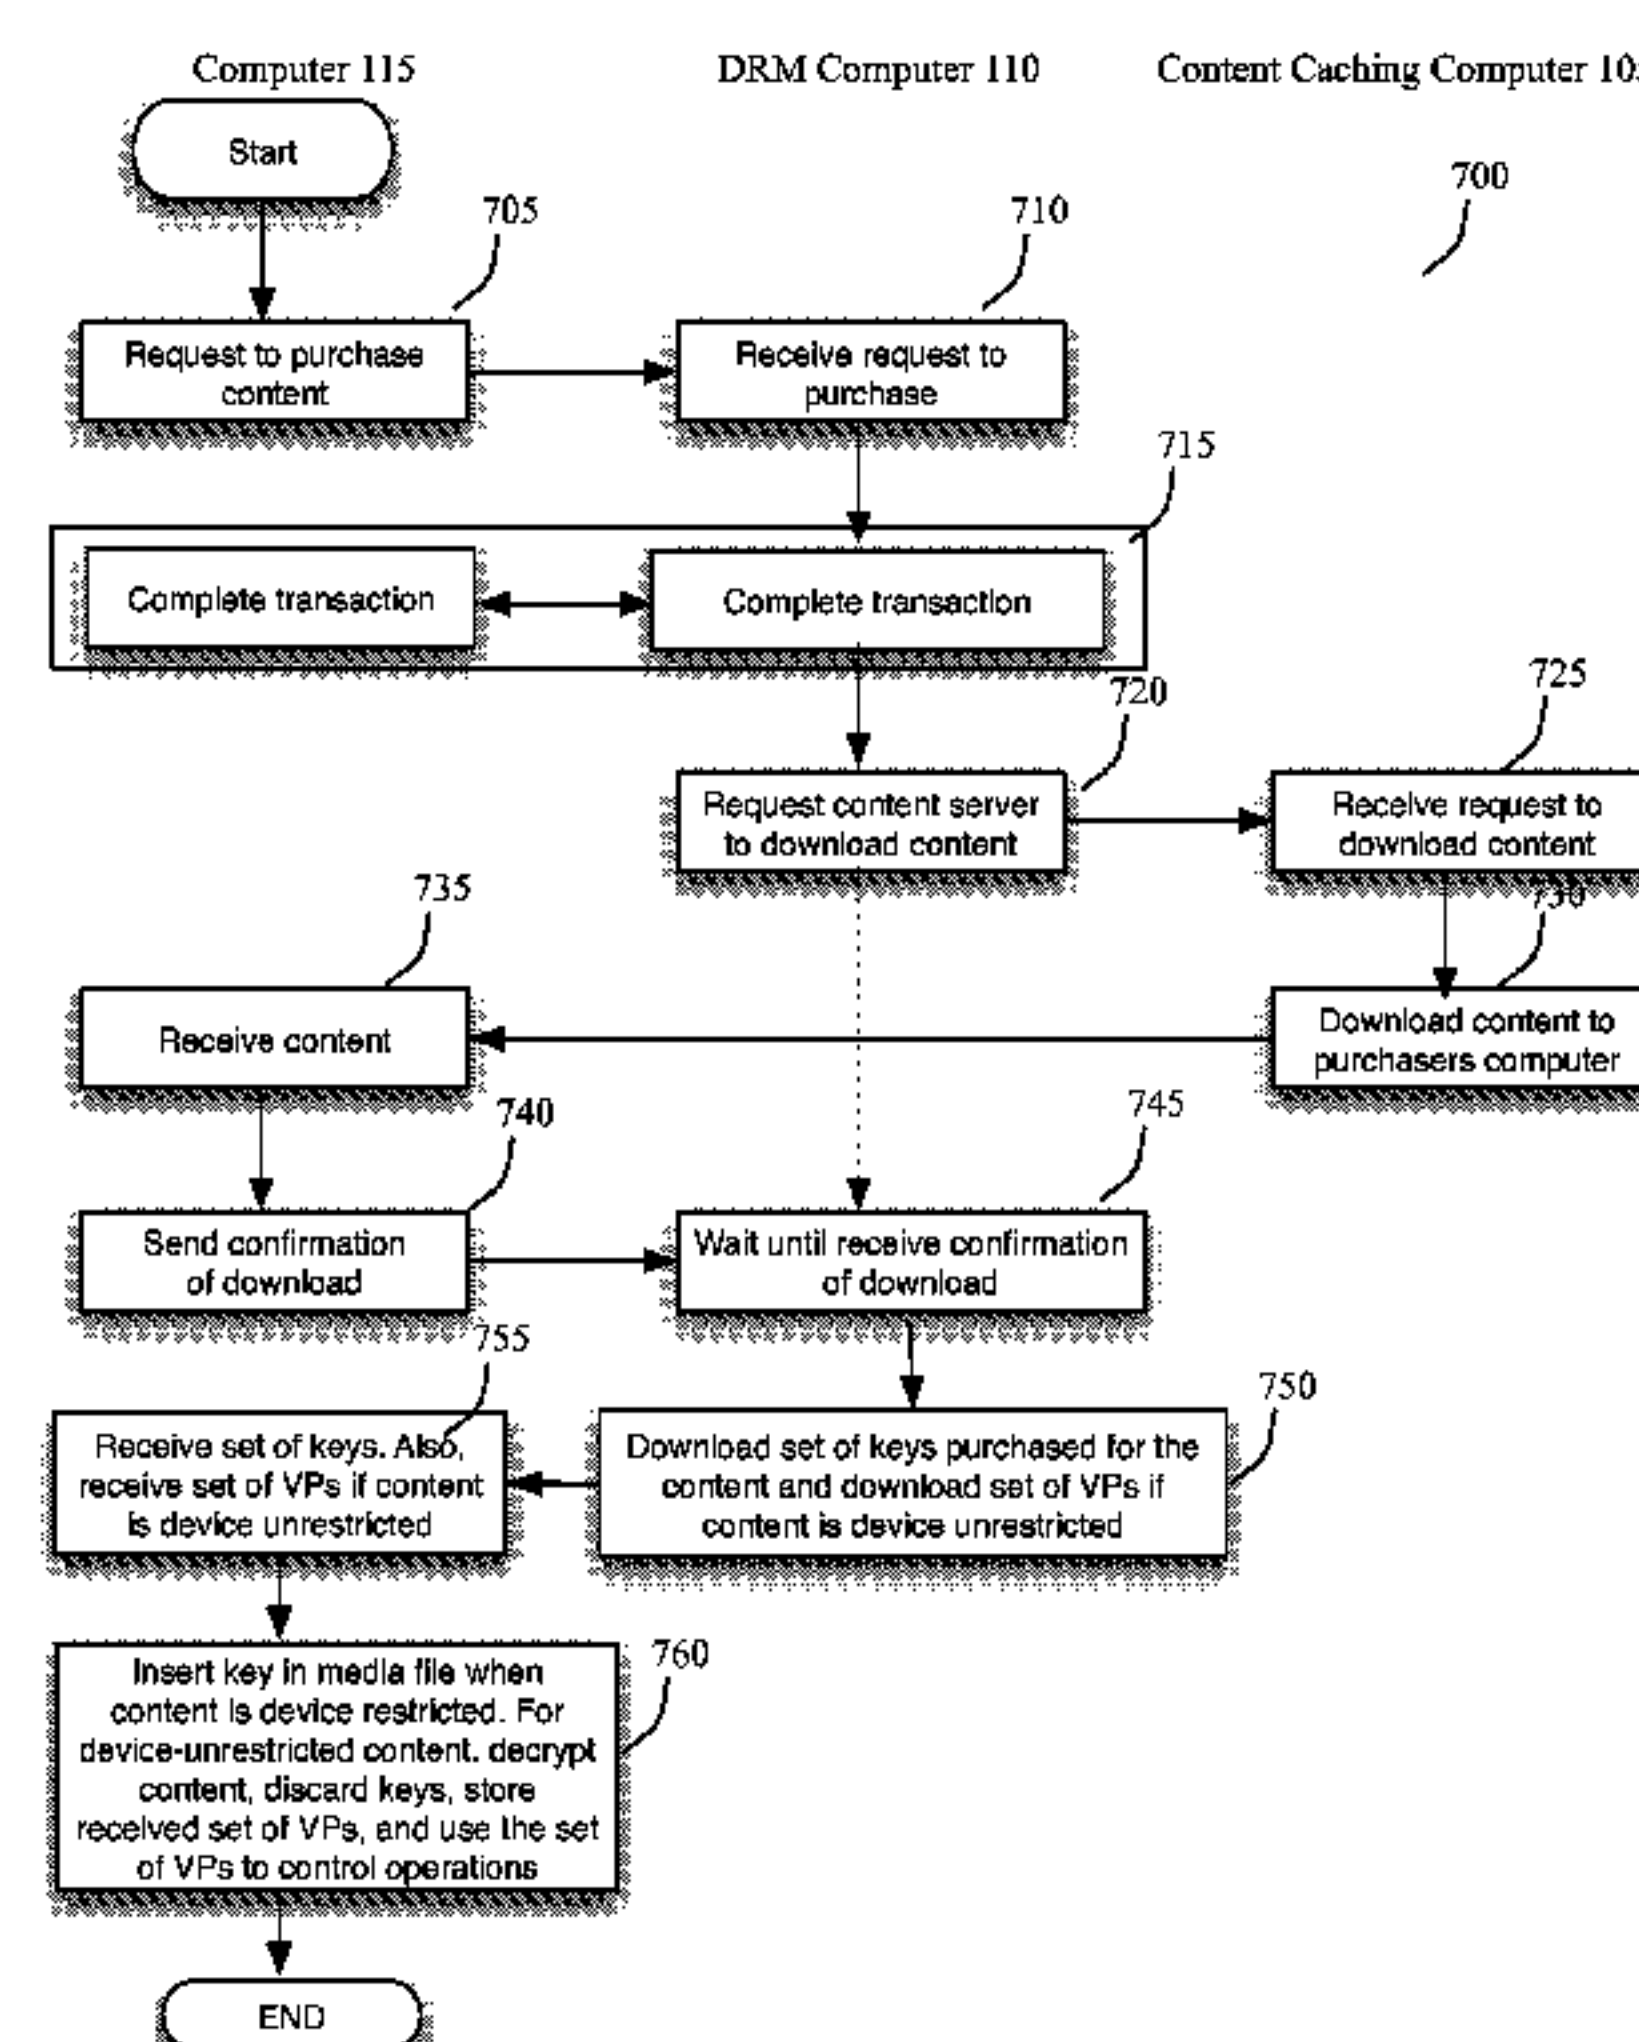 Computer 115
DRM Computer 110
Content Caching Computer 105
Start
700
705
710
Request to purchase
content
Receive request to
purchase
715
Complete transaction
Complete transaction
720
725
Request content server
to download content
Receive request to
download content
730
735
Receive content
Download content to
purchasers computer
740
745
Send confirmation
of download
Wait until receive confirmation
of download
755
750
Receive set of keys. Also,
receive set of VPs if content
is device unrestricted
Download set of keys purchased for the
content and download set of VPs if
content is device unrestricted
760
Insert key in media file when
content is device restricted. For
device-unrestricted content. decrypt
content, discard keys, store
received set of VPs, and use the set
of VPs to control operations
END